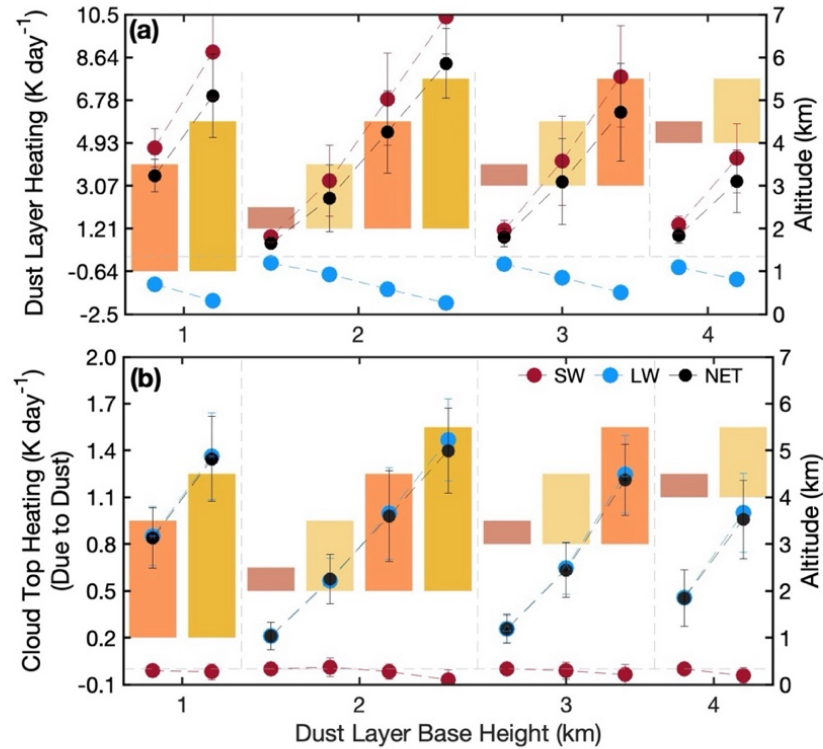 (a)
Dust Layer Heating (K day-1)
10.5
8.64
6.78
4.93
3.07
1.21
-0.64
-2.5
7
6
5
4
3
2
1
0
Altitude (km)
1 2 3 4
(b)
SW LW NET
Cloud Top Heating (K day-1)
(Due to Dust)
2.0
1.7
1.4
1.1
0.8
0.5
0.2
-0.1
7
6
5
4
3
2
1
0
Altitude (km)
1 2 3 4
Dust Layer Base Height (km)